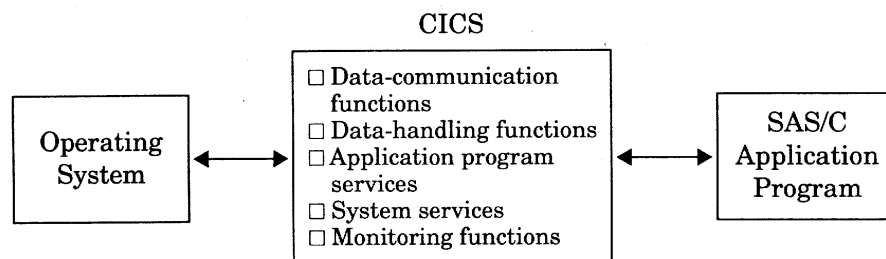 CICS
Operating
System
□ Data-communication
functions
□ Data-handling functions
□ Application program
services
□ System services
□ Monitoring functions
SAS/C
Application
Program